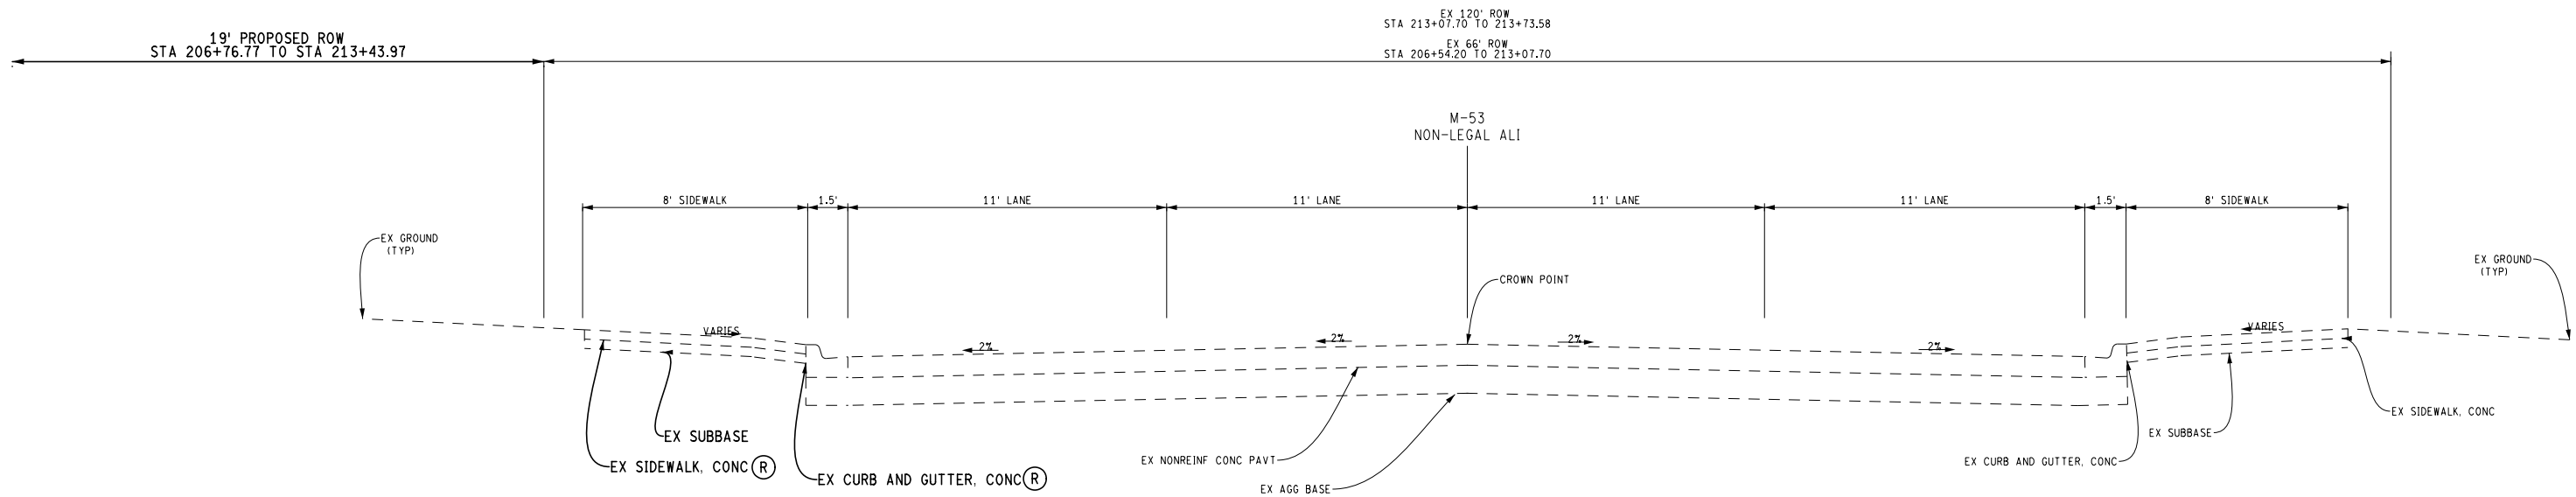 EX 120' ROW
STA 213+07.70 TO 213+73.58
19' PROPOSED ROW
STA 206+76.77 TO STA 213+43.97
EX 66' ROW
STA 206+54.20 TO 213+07.70
M-53
NON-LEGAL ALI
8' SIDEWALK
1.5'
11' LANE
11' LANE
11' LANE
11' LANE
1.5'
8' SIDEWALK
EX GROUND
(TYP)
EX GROUND
(TYP)
CROWN POINT
VARIES
2%
2%
2%
2%
VARIES
EX SIDEWALK, CONC
EX SUBBASE
EX SUBBASE
EX SIDEWALK, CONC R
EX CURB AND GUTTER, CONC R
EX NONREINF CONC PAVT
EX CURB AND GUTTER, CONC
EX AGG BASE